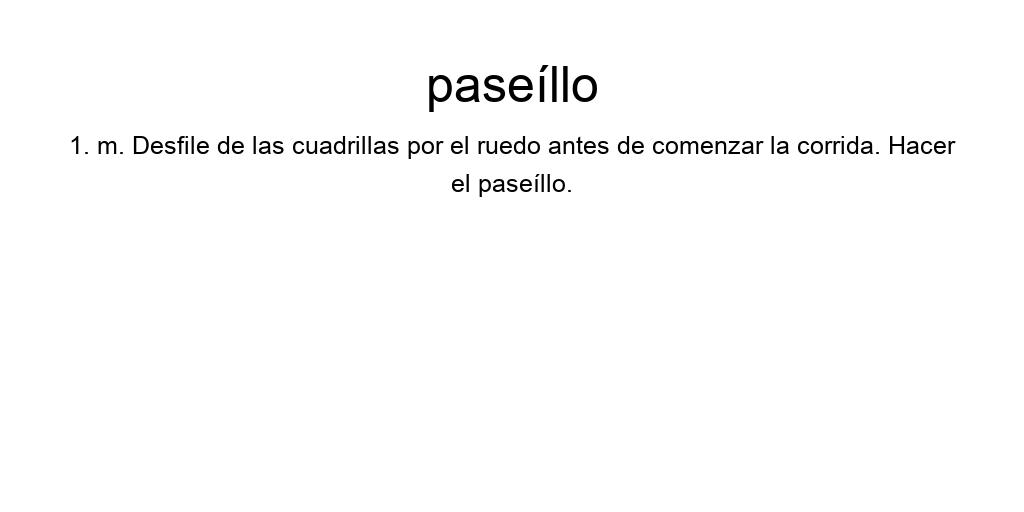 paseíllo
1. m. Desfile de las cuadrillas por el ruedo antes de comenzar la corrida. Hacer
el paseíllo.